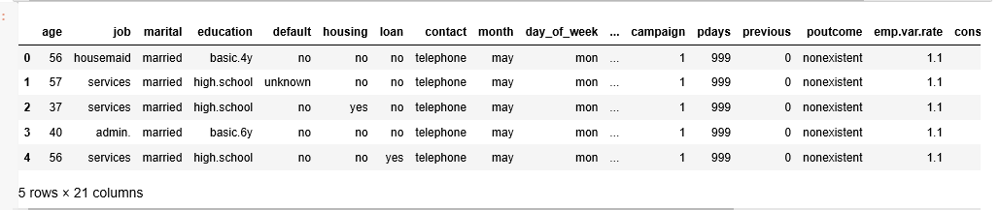 :
age job marital education default housing loan contact month day_of_week ... campaign pdays previous poutcome emp.var.rate cons
0 56 housemaid married basic.4y no no no telephone may mon ... 1 999 0 nonexistent 1.1
1 57 services married high.school unknown no no telephone may mon ... 1 999 0 nonexistent 1.1
2 37 services married high.school no yes no telephone may mon ... 1 999 0 nonexistent 1.1
3 40 admin. married basic.6y no no no telephone may mon ... 1 999 0 nonexistent 1.1
4 56 services married high.school no no yes telephone may mon ... 1 999 0 nonexistent 1.1
5 rows × 21 columns